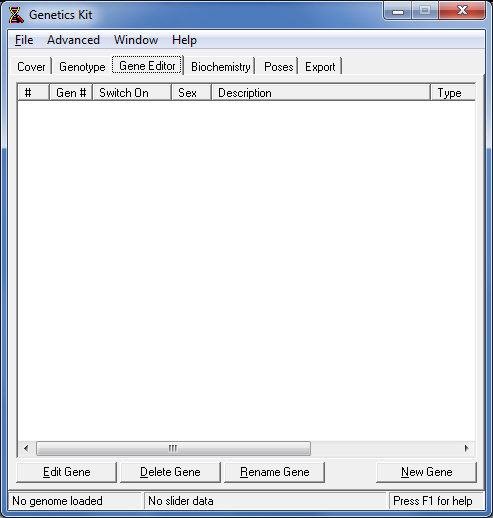 Genetics Kit
File Advanced Window Help
Cover Genotype Gene Editor Biochemistry Poses Export
# Gen # Switch On Sex Description Type
Edit Gene Delete Gene Rename Gene New Gene
No genome loaded No slider data Press F1 for help